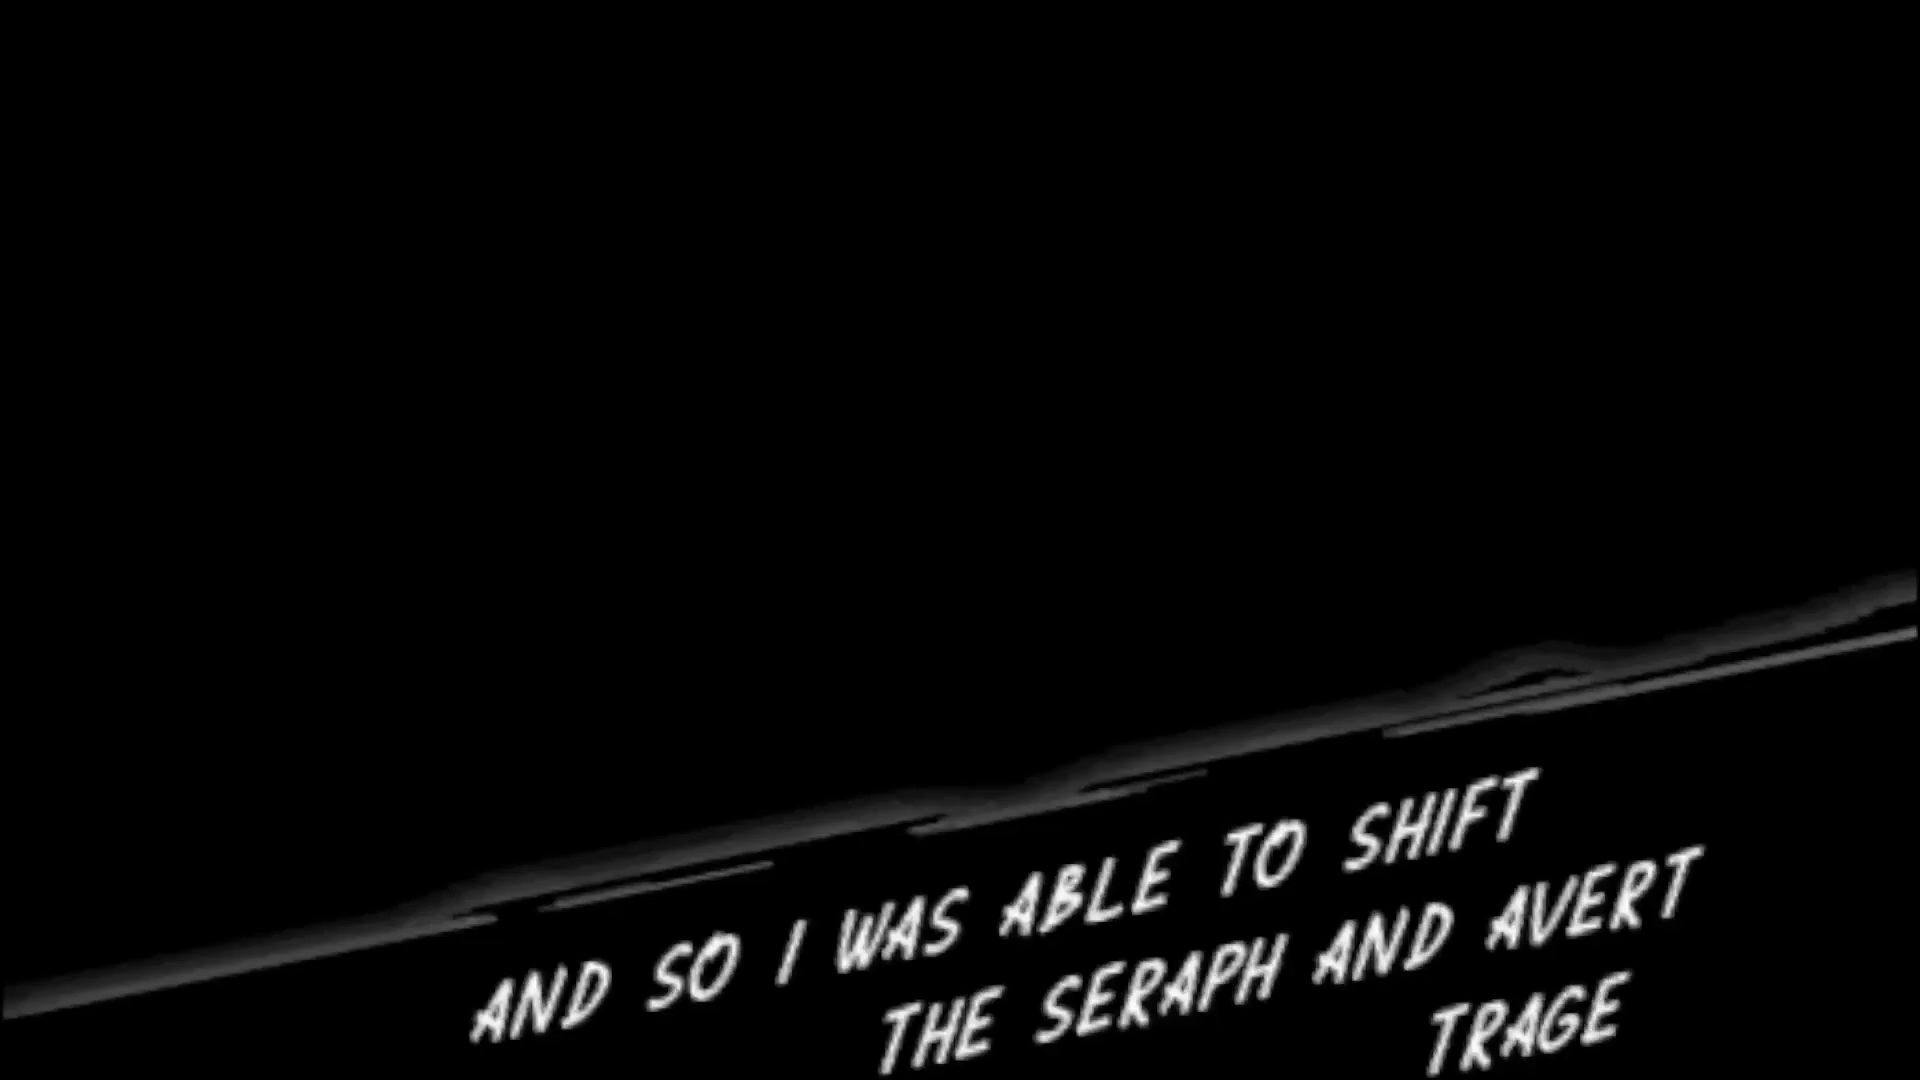 AND SO I WAS ABLE TO SHIFT
THE SERAPH AND AVERT
TRAGE